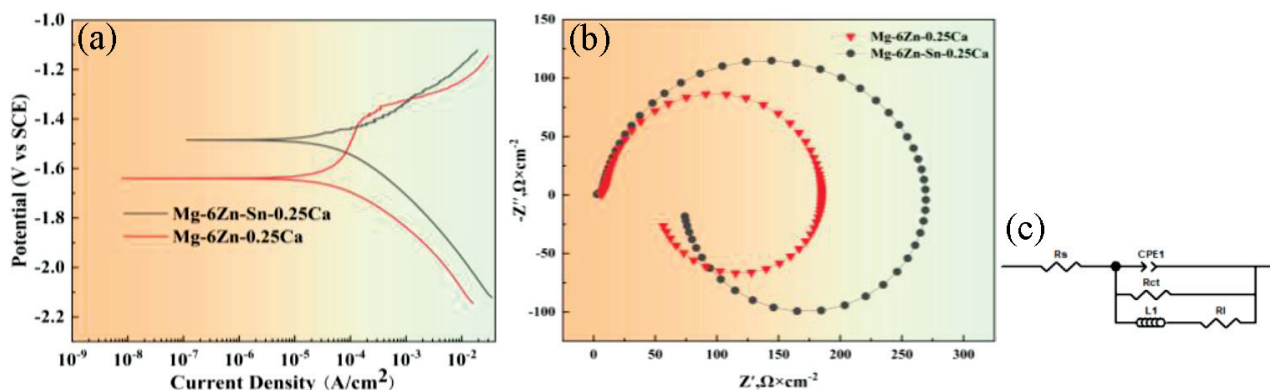 (a)
Potential (V vs SCE)
-1.0
-1.2
-1.4
-1.6
-1.8
-2.0
-2.2
Mg-6Zn-Sn-0.25Ca
Mg-6Zn-0.25Ca
10⁻⁹ 10⁻⁸ 10⁻⁷ 10⁻⁶ 10⁻⁵ 10⁻⁴ 10⁻³ 10⁻²
Current Density (A/cm²)
(b)
-Z'',Ω×cm⁻²
150
100
50
0
-50
-100
Mg-6Zn-0.25Ca
Mg-6Zn-Sn-0.25Ca
0 50 100 150 200 250 300
Z',Ω×cm⁻²
(c)
Rs
CPE1
Rct
L1 Rl